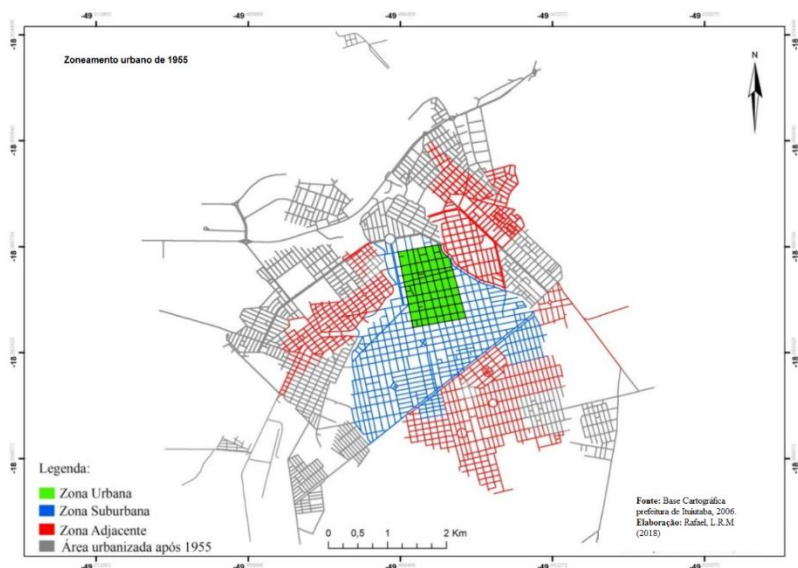 Zoneamento urbano de 1955
N
Legenda:
Zona Urbana
Zona Suburbana
Zona Adjacente
Área urbanizada após 1955
0 0,5 1 2 Km
Fonte: Base Cartográfica
prefeitura de Ituiutaba, 2006.
Elaboração: Rafael, L.R.M
(2018)